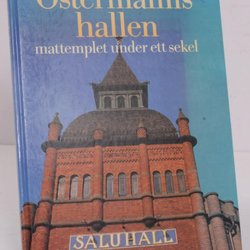 Östermalms
hallen
mattemplet under ett sekel
SALUHALL